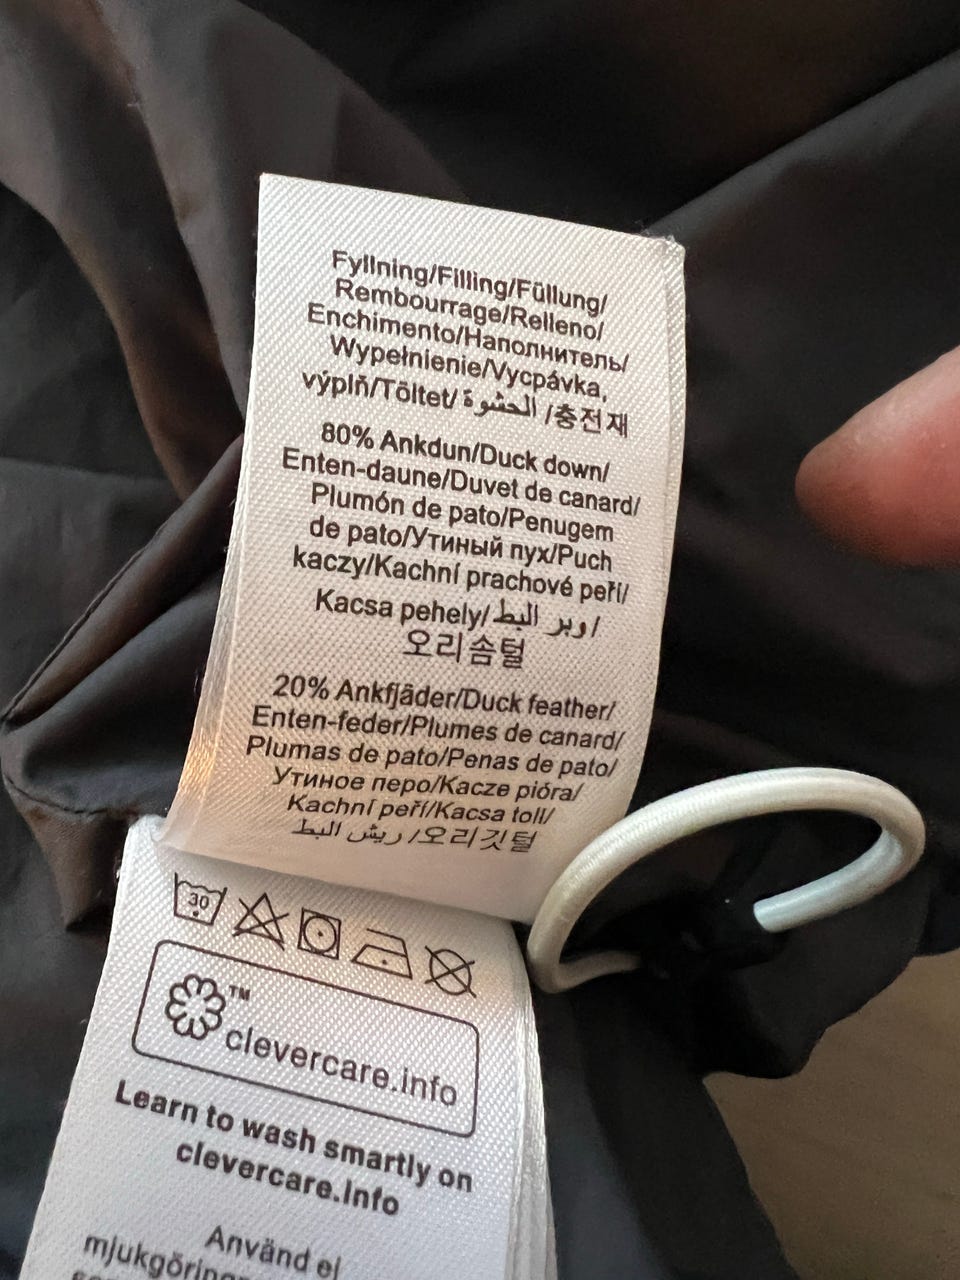 Fyllning/Filling/Füllung/
Rembourrage/Relleno/
Enchimento/Наполнитель/
Wypełnienie/Vycpávka,
výplň/Töltet/ الحشوة /충전재
80% Ankdun/Duck down/
Enten-daune/Duvet de canard/
Plumón de pato/Penugem
de pato/Утиный пух/Puch
kaczy/Kachní prachové peří/
Kacsa pehely/وبر البط/
오리솜털
20% Ankfjäder/Duck feather/
Enten-feder/Plumes de canard/
Plumas de pato/Penas de pato/
Утиное перо/Kacze pióra/
Kachní peří/Kacsa toll/
ريش البط /오리깃털
30
TM
clevercare.info
Learn to wash smartly on
clevercare.info
Använd ej